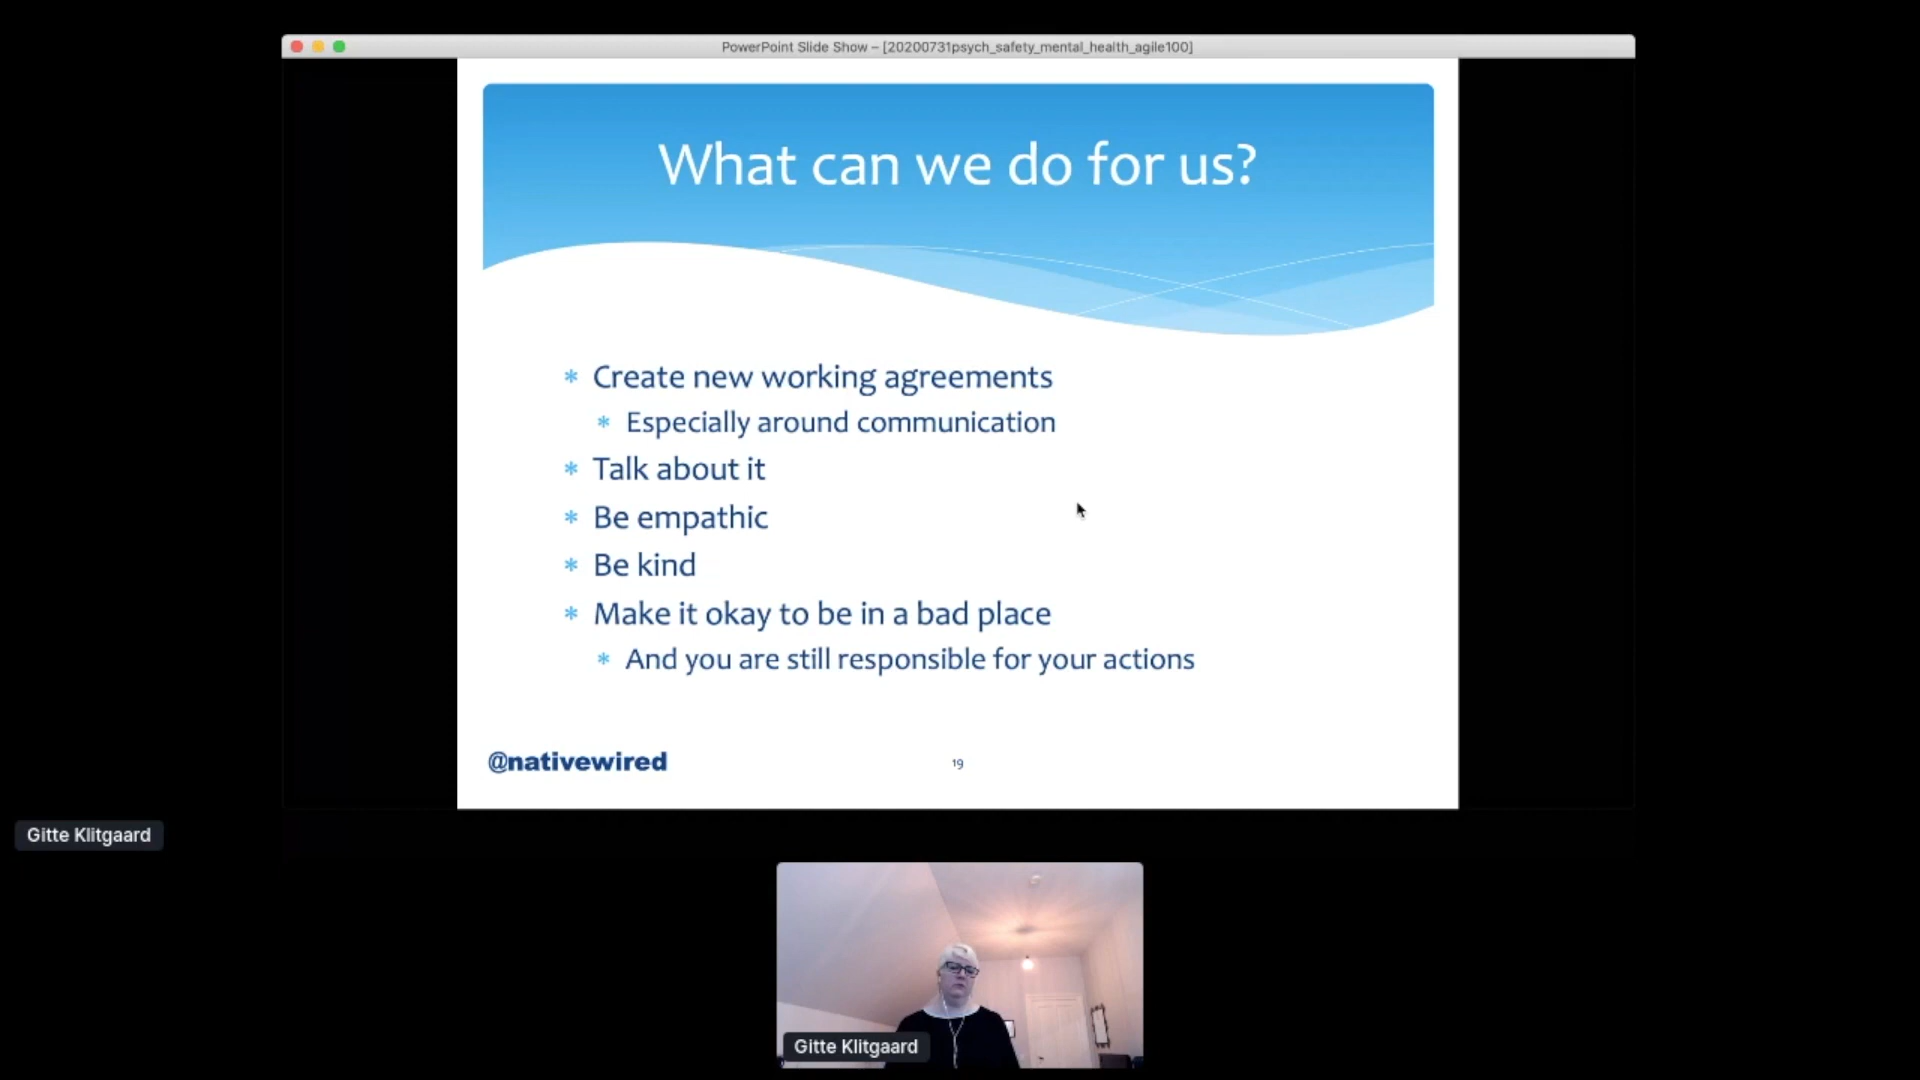 PowerPoint Slide Show – [20200731psych_safety_mental_health_agile100]
What can we do for us?
* Create new working agreements
* Especially around communication
* Talk about it
* Be empathic
* Be kind
* Make it okay to be in a bad place
* And you are still responsible for your actions
@nativewired
19
Gitte Klitgaard
Gitte Klitgaard